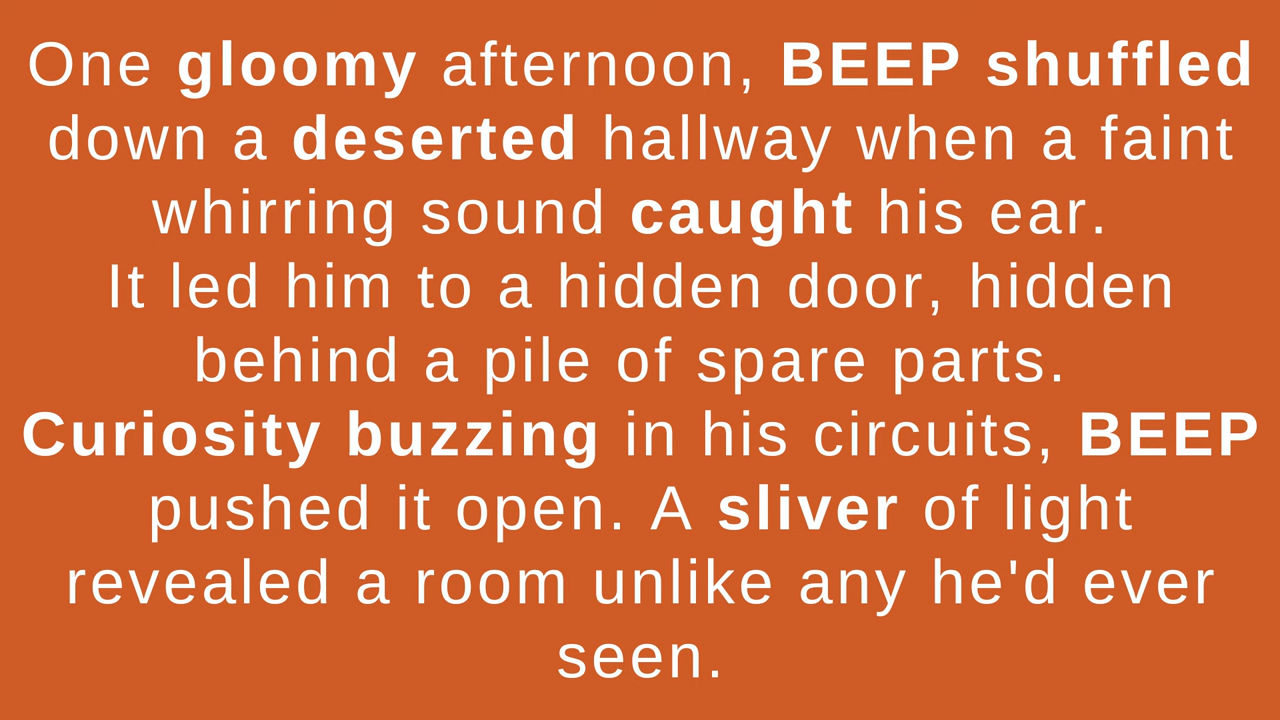 One gloomy afternoon, BEEP shuffled
down a deserted hallway when a faint
whirring sound caught his ear.
It led him to a hidden door, hidden
behind a pile of spare parts.
Curiosity buzzing in his circuits, BEEP
pushed it open. A sliver of light
revealed a room unlike any he'd ever
seen.